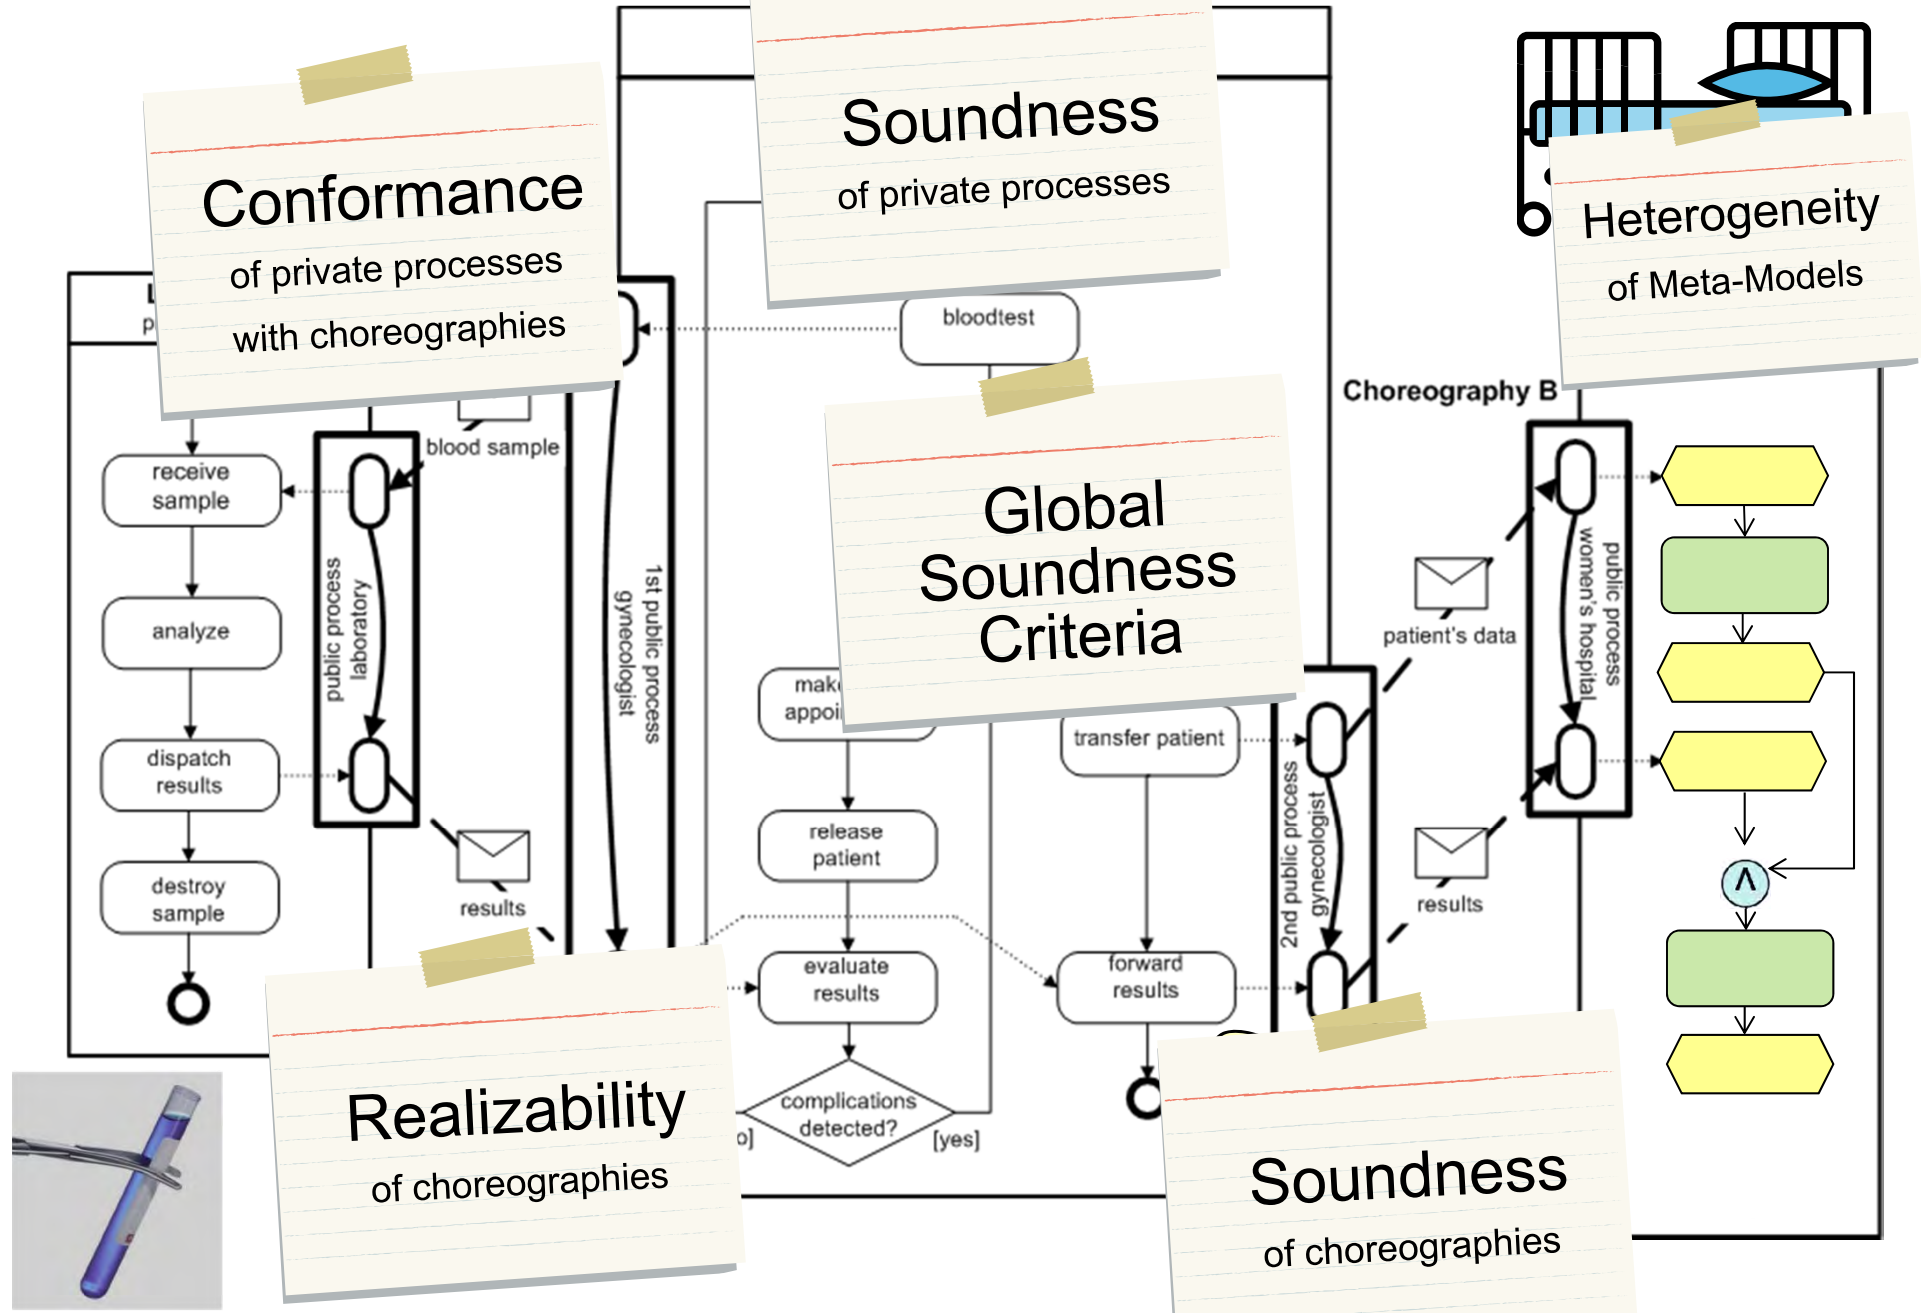 Conformance
of private processes
with choreographies
Soundness
of private processes
Heterogeneity
of Meta-Models
bloodtest
Choreography B
blood sample
receive
sample
Global
Soundness
Criteria
analyze
public process
laboratory
1st public process
gynecologist
patient's data
public process
women's hospital
transfer patient
dispatch
results
release
patient
2nd public process
gynecologist
destroy
sample
results
results
evaluate
results
forward
results
Realizability
of choreographies
complications
detected?
[yes]
Soundness
of choreographies